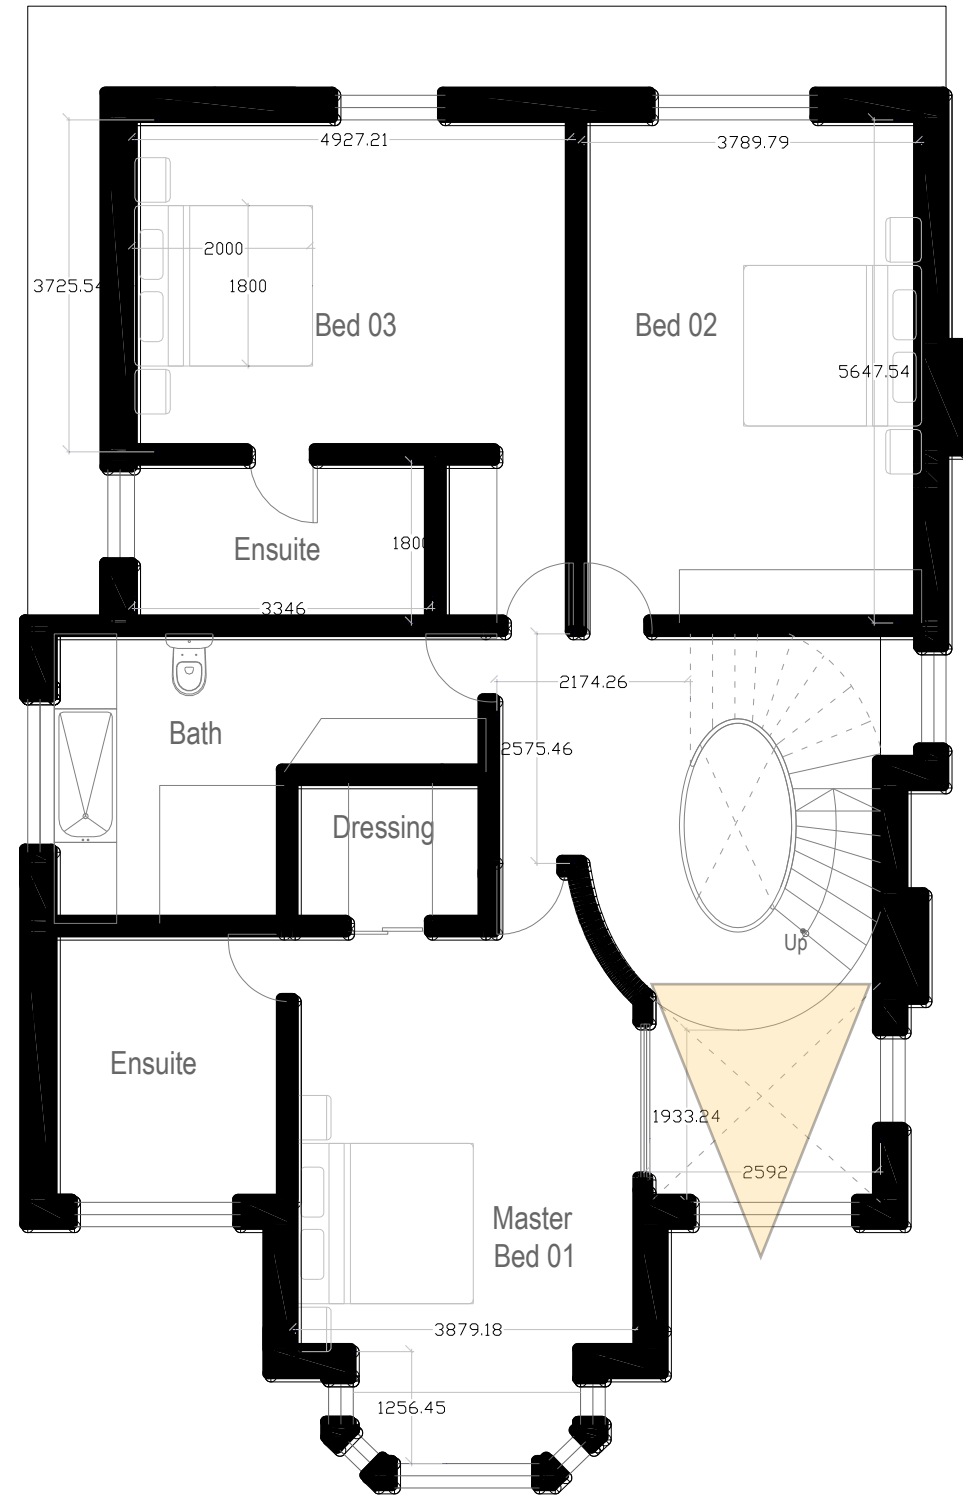 4927.21
3789.79
2000
3725.54
1800
Bed 03
Bed 02
5647.54
1800
Ensuite
3346
2174.26
Bath
2575.46
Dressing
Up
Ensuite
1933.24
2592
Master
Bed 01
3879.18
1256.45